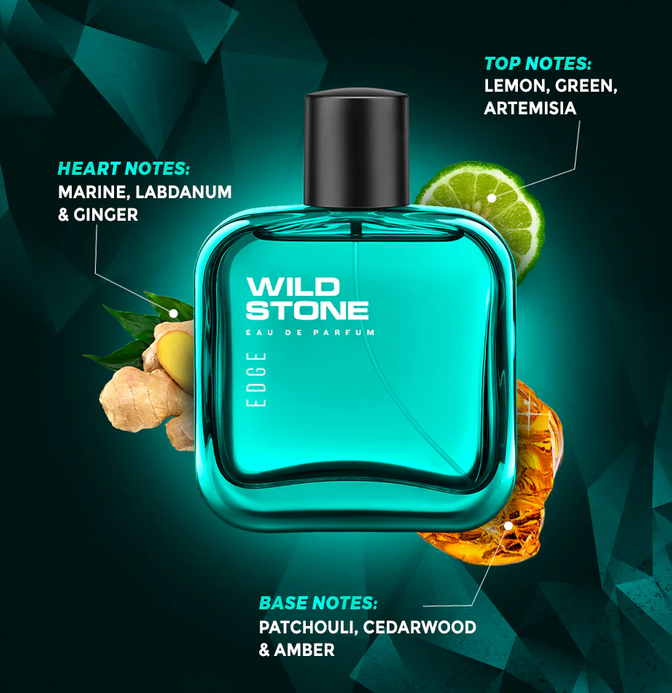 TOP NOTES:
LEMON, GREEN,
ARTEMISIA
HEART NOTES:
MARINE, LABDANUM
& GINGER
WILD
STONE
EAU DE PARFUM
EDGE
BASE NOTES:
PATCHOULI, CEDARWOOD
& AMBER